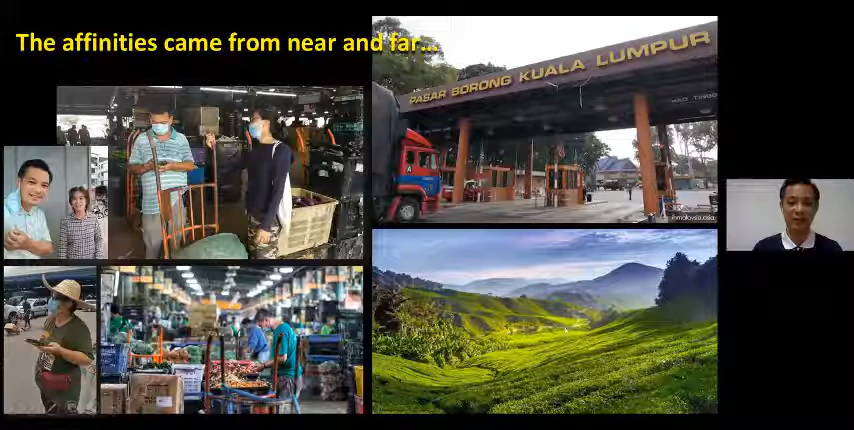 The affinities came from near and far...
PASAR BORONG KUALA LUMPUR
A